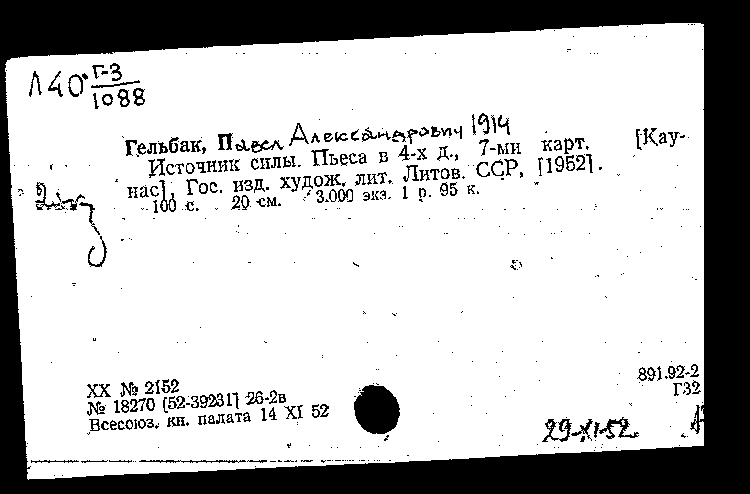 Л40 Г-3
1088
Гельбак, Павел Александрович 1914
Источник силы. Пьеса в 4-х д., 7-ми карт. [Кау-
нас], Гос. изд. худож. лит. Литов. ССР, [1952].
100 с. 20 см. 3.000 экз. 1 р. 95 к.
XX № 2152
№ 18270 [52-39231] 26-2в
Всесоюз. кн. палата 14 XI 52
891.92-2
Г32
29-XI-52